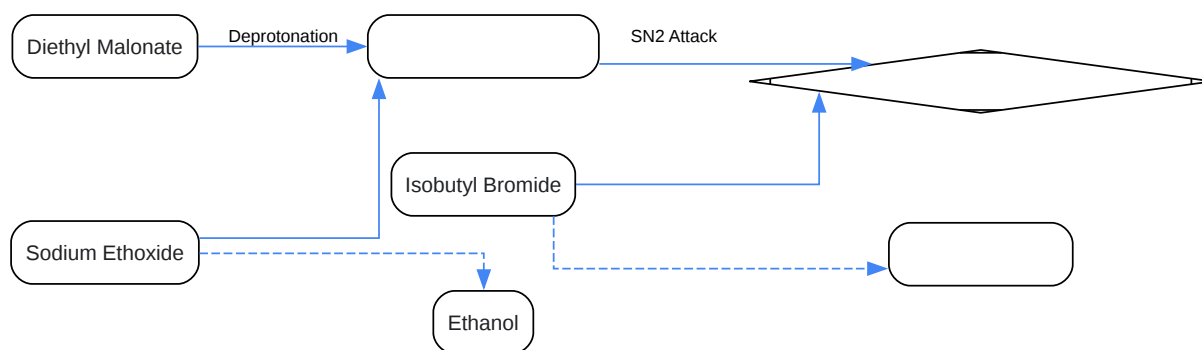 Diethyl Malonate
Deprotonation
SN2 Attack
Isobutyl Bromide
Sodium Ethoxide
Ethanol